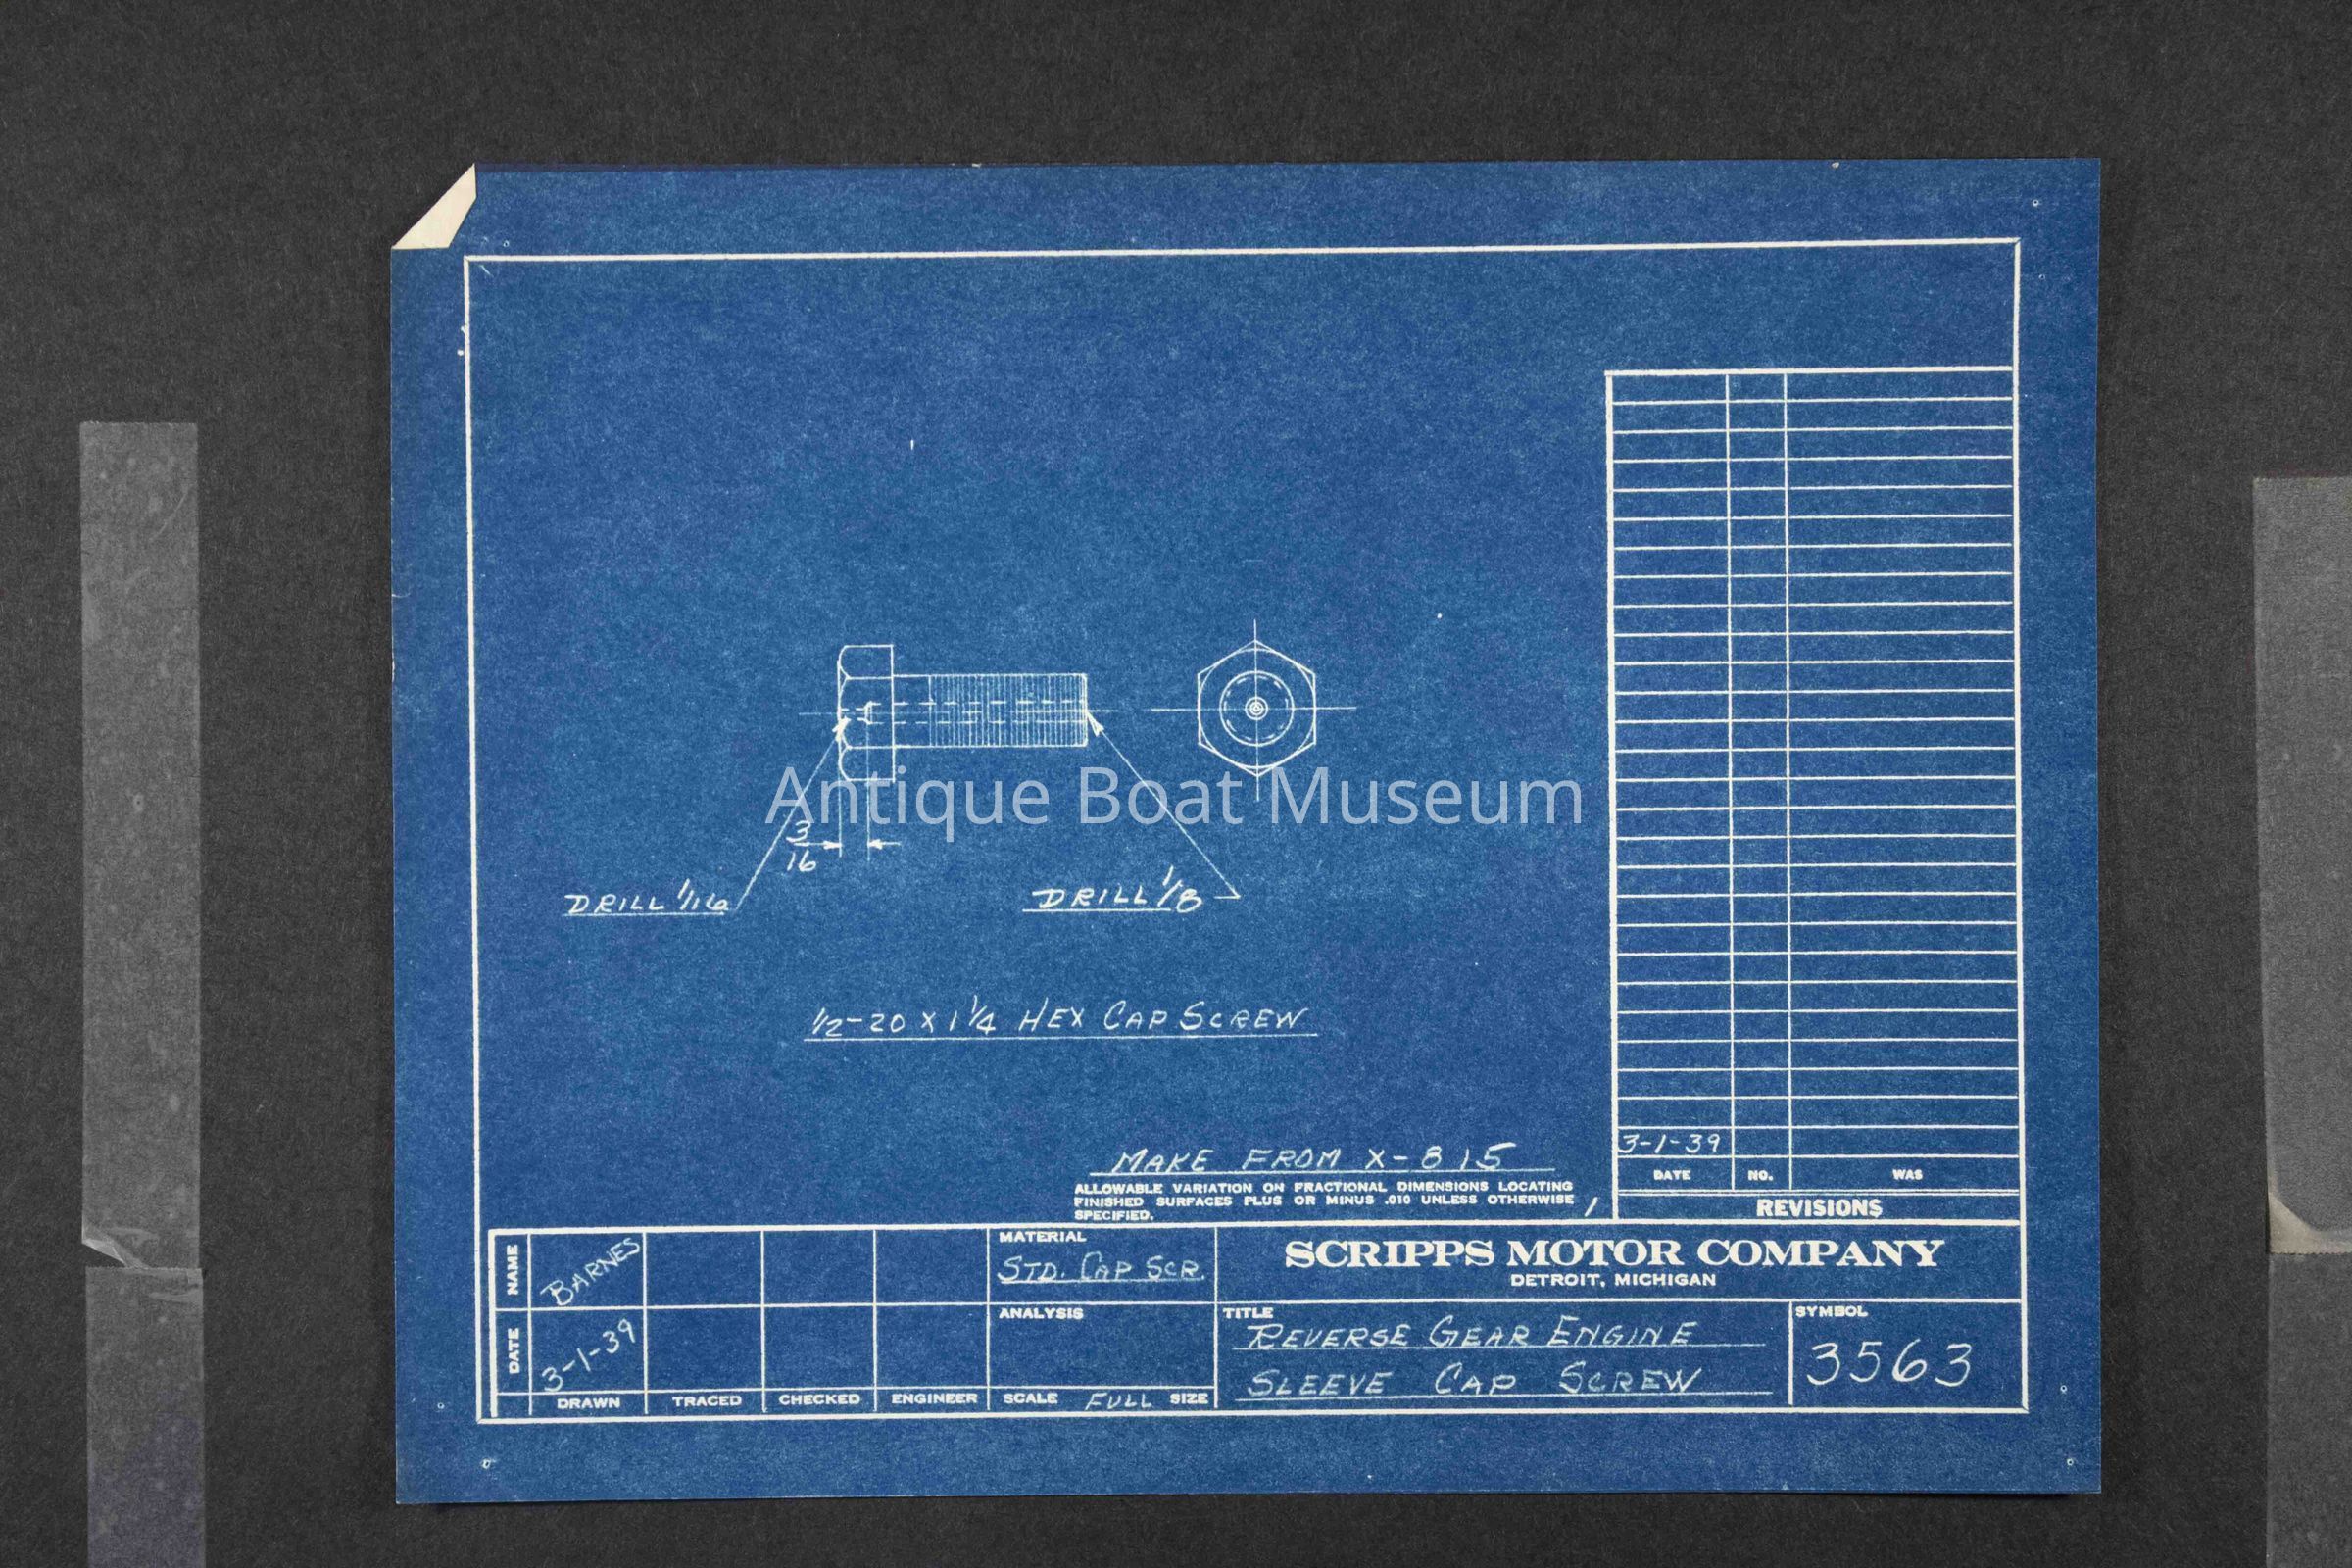 Antique Boat Museum
3
16
DRILL 1/16
DRILL 1/8
1/2-20 X 1 1/4 HEX CAP SCREW
MAKE FROM X-815
ALLOWABLE VARIATION ON FRACTIONAL DIMENSIONS LOCATING
FINISHED SURFACES PLUS OR MINUS .010 UNLESS OTHERWISE
SPECIFIED.
3-1-39
DATE NO. WAS
REVISIONS
NAME BARNES
DATE 3-1-39
DRAWN TRACED CHECKED ENGINEER
MATERIAL
STD. CAP SCR.
ANALYSIS
SCALE FULL SIZE
SCRIPPS MOTOR COMPANY
DETROIT, MICHIGAN
TITLE
REVERSE GEAR ENGINE
SLEEVE CAP SCREW
SYMBOL
3563